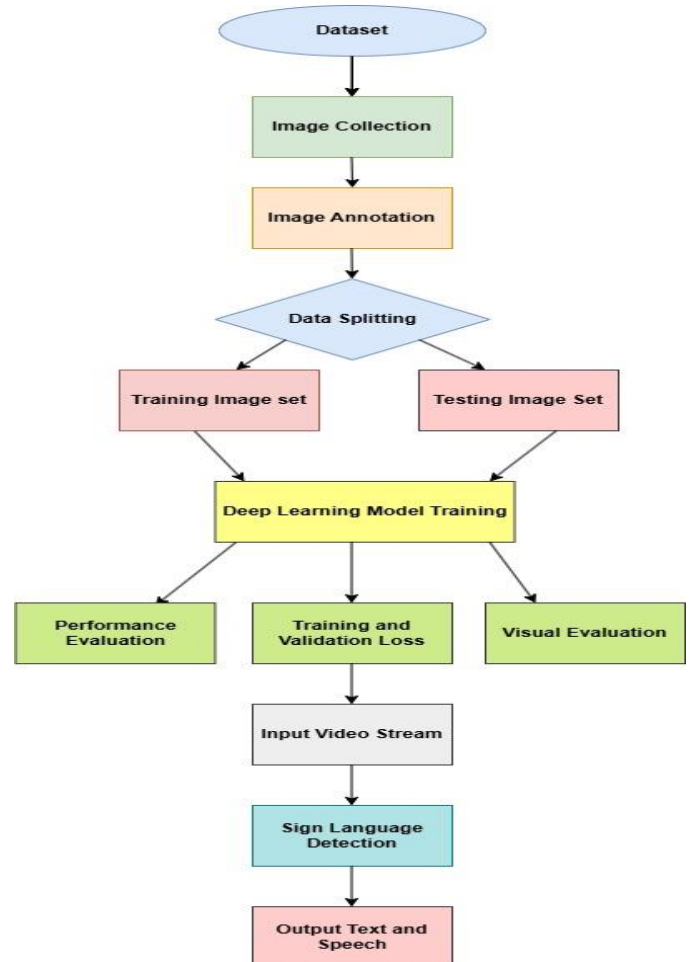 Dataset
Image Collection
Image Annotation
Data Splitting
Training Image set
Testing Image Set
Deep Learning Model Training
Performance
Evaluation
Training and
Validation Loss
Visual Evaluation
Input Video Stream
Sign Language
Detection
Output Text and
Speech